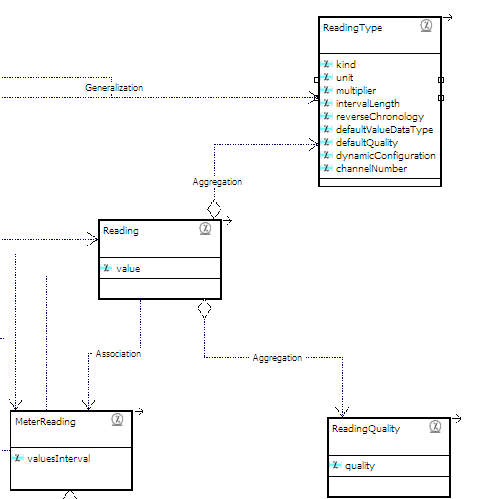 ReadingType
kind
unit
multiplier
intervalLength
reverseChronology
defaultValueDataType
defaultQuality
dynamicConfiguration
channelNumber
Generalization
Aggregation
Reading
value
Association
Aggregation
MeterReading
valuesInterval
ReadingQuality
quality